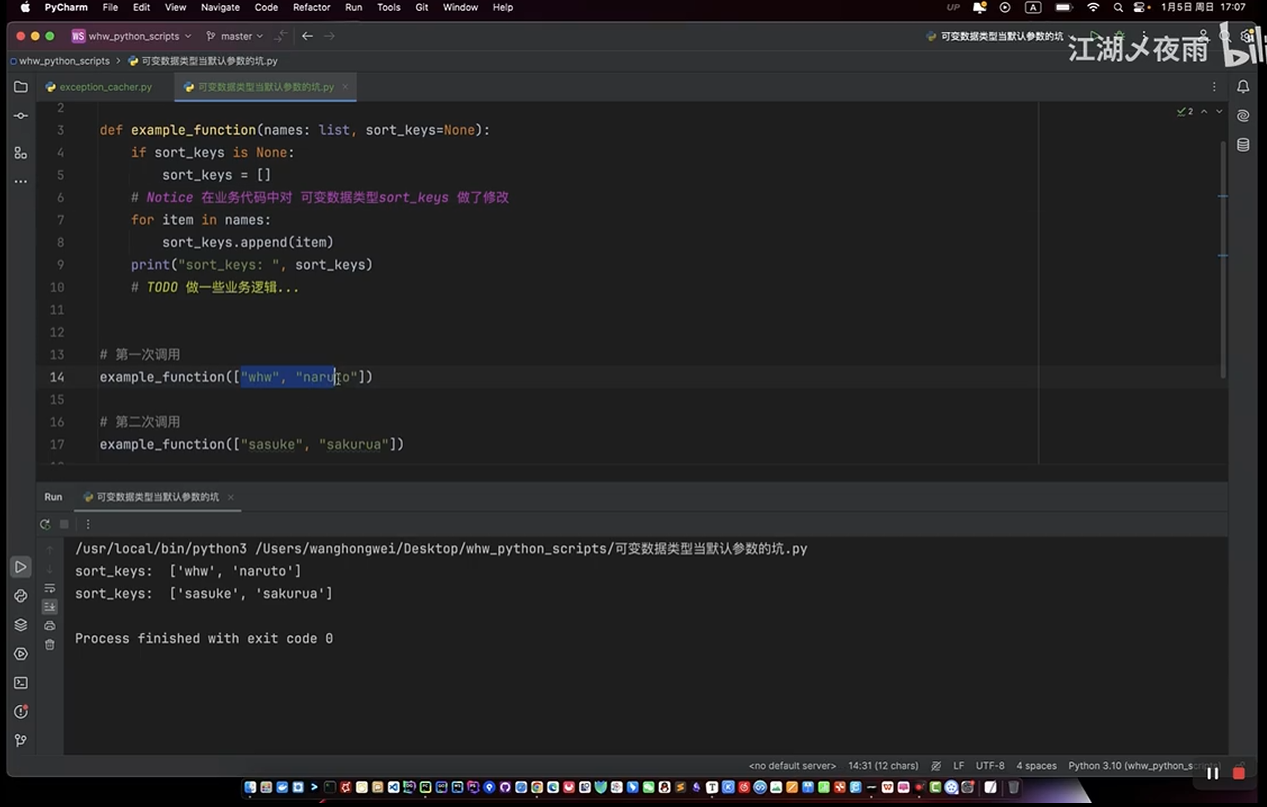 PyCharm File Edit View Navigate Code Refactor Run Tools Git Window Help UP A 1月5日 周日 17:07
WS whw_python_scripts master 可变数据类型当默认参数的坑
江湖乄夜雨 bili
whw_python_scripts 可变数据类型当默认参数的坑.py
exception_cacher.py 可变数据类型当默认参数的坑.py
2 2
3 def example_function(names: list, sort_keys=None):
4 if sort_keys is None:
5 sort_keys = []
6 # Notice 在业务代码中对 可变数据类型sort_keys 做了修改
7 for item in names:
8 sort_keys.append(item)
9 print("sort_keys: ", sort_keys)
10 # TODO 做一些业务逻辑...
11
12
13 # 第一次调用
14 example_function(["whw", "naruto"])
15
16 # 第二次调用
17 example_function(["sasuke", "sakurua"])
Run 可变数据类型当默认参数的坑
/usr/local/bin/python3 /Users/wanghongwei/Desktop/whw_python_scripts/可变数据类型当默认参数的坑.py
sort_keys:  ['whw', 'naruto']
sort_keys:  ['sasuke', 'sakurua']
Process finished with exit code 0
<no default server> 14:31 (12 chars) LF UTF-8 4 spaces Python 3.10 (whw_python_scripts)